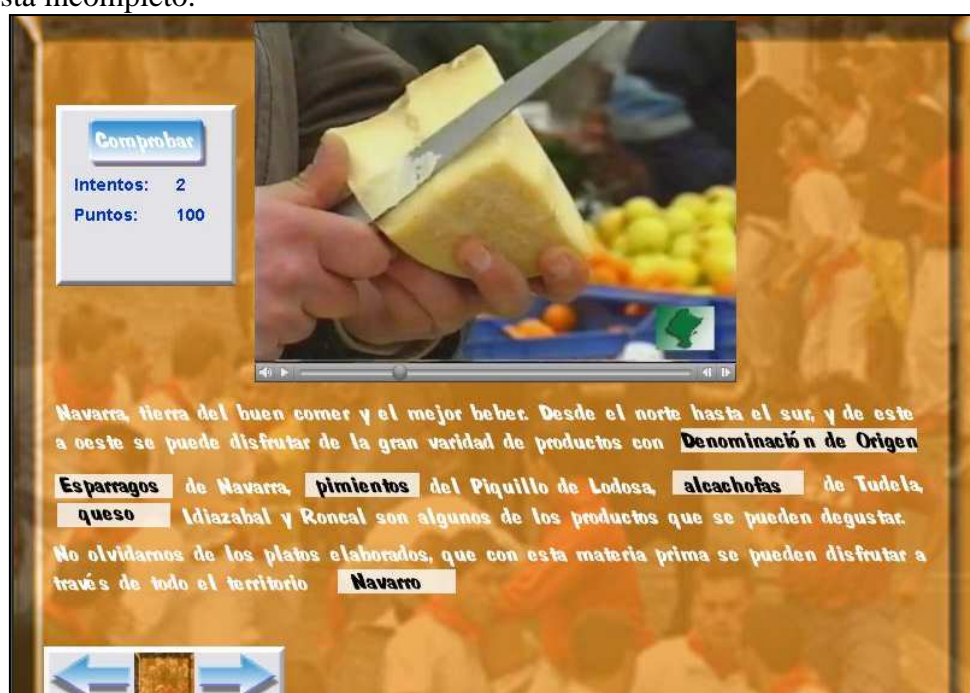 sta incompleto.
Comprobar
Intentos: 2
Puntos: 100
Navarra, tierra del buen comer y el mejor beber. Desde el norte hasta el sur, y de este
a oeste se puede disfrutar de la gran varidad de productos con Denominación de Origen
Esparragos de Navarra, pimientos del Piquillo de Lodosa, alcachofas de Tudela,
queso Idiazabal y Roncal son algunos de los productos que se pueden degustar.
No olvidarnos de los platos elaborados, que con esta materia prima se pueden disfrutar a
través de todo el territorio Navarro